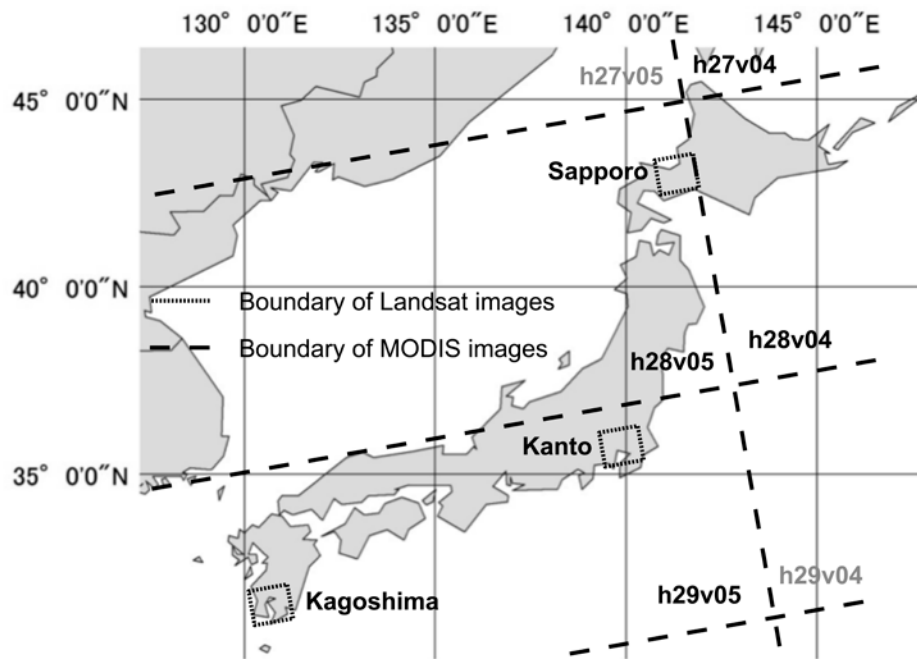 130° 0′0″E 135° 0′0″E 140° 0′0″E 145° 0′0″E
h27v05 h27v04
45° 0′0″N
Sapporo
40° 0′0″N
Boundary of Landsat images
Boundary of MODIS images
h28v05 h28v04
Kanto
35° 0′0″N
Kagoshima
h29v05 h29v04